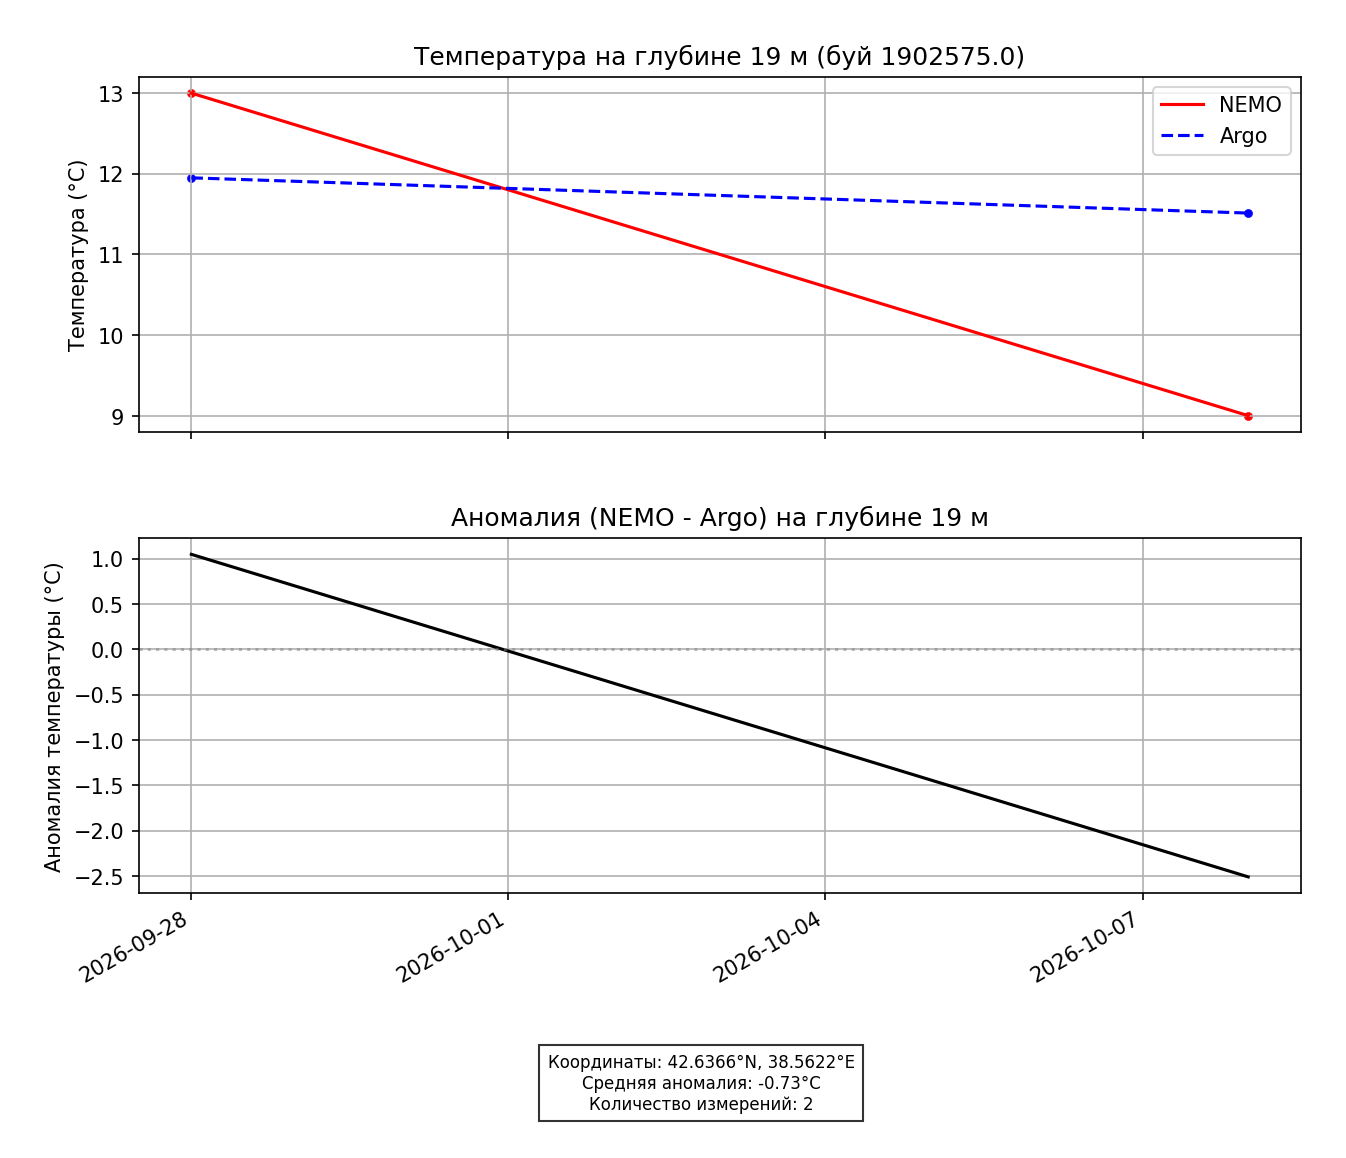 Температура на глубине 19 м (буй 1902575.0)
Температура (°C)
13
12
11
10
9
NEMO
Argo
Аномалия (NEMO - Argo) на глубине 19 м
Аномалия температуры (°C)
1.0
0.5
0.0
−0.5
−1.0
−1.5
−2.0
−2.5
2026-09-28
2026-10-01
2026-10-04
2026-10-07
Координаты: 42.6366°N, 38.5622°E
Средняя аномалия: -0.73°C
Количество измерений: 2